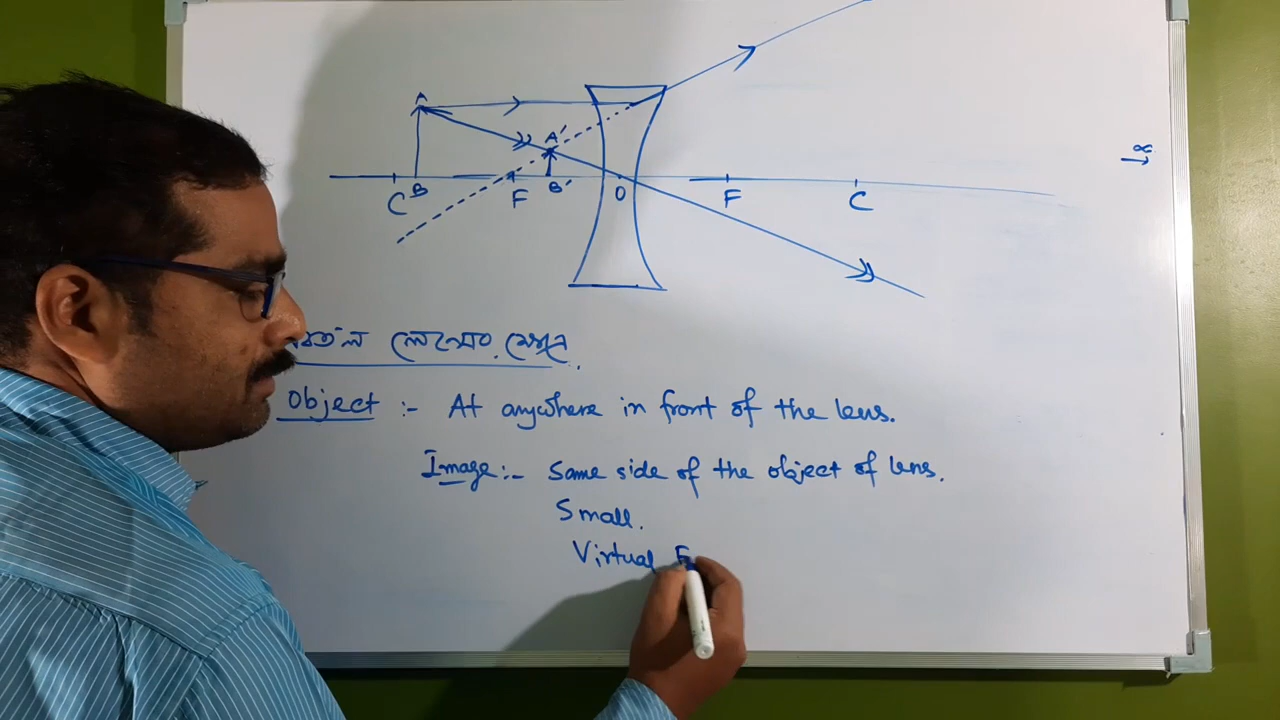 A
A'
∞
C B F B' O F C
লেন্সের ক্ষেত্রে
Object :- At anywhere in front of the lens.
Image :- Same side of the object of lens.
Small.
Virtual